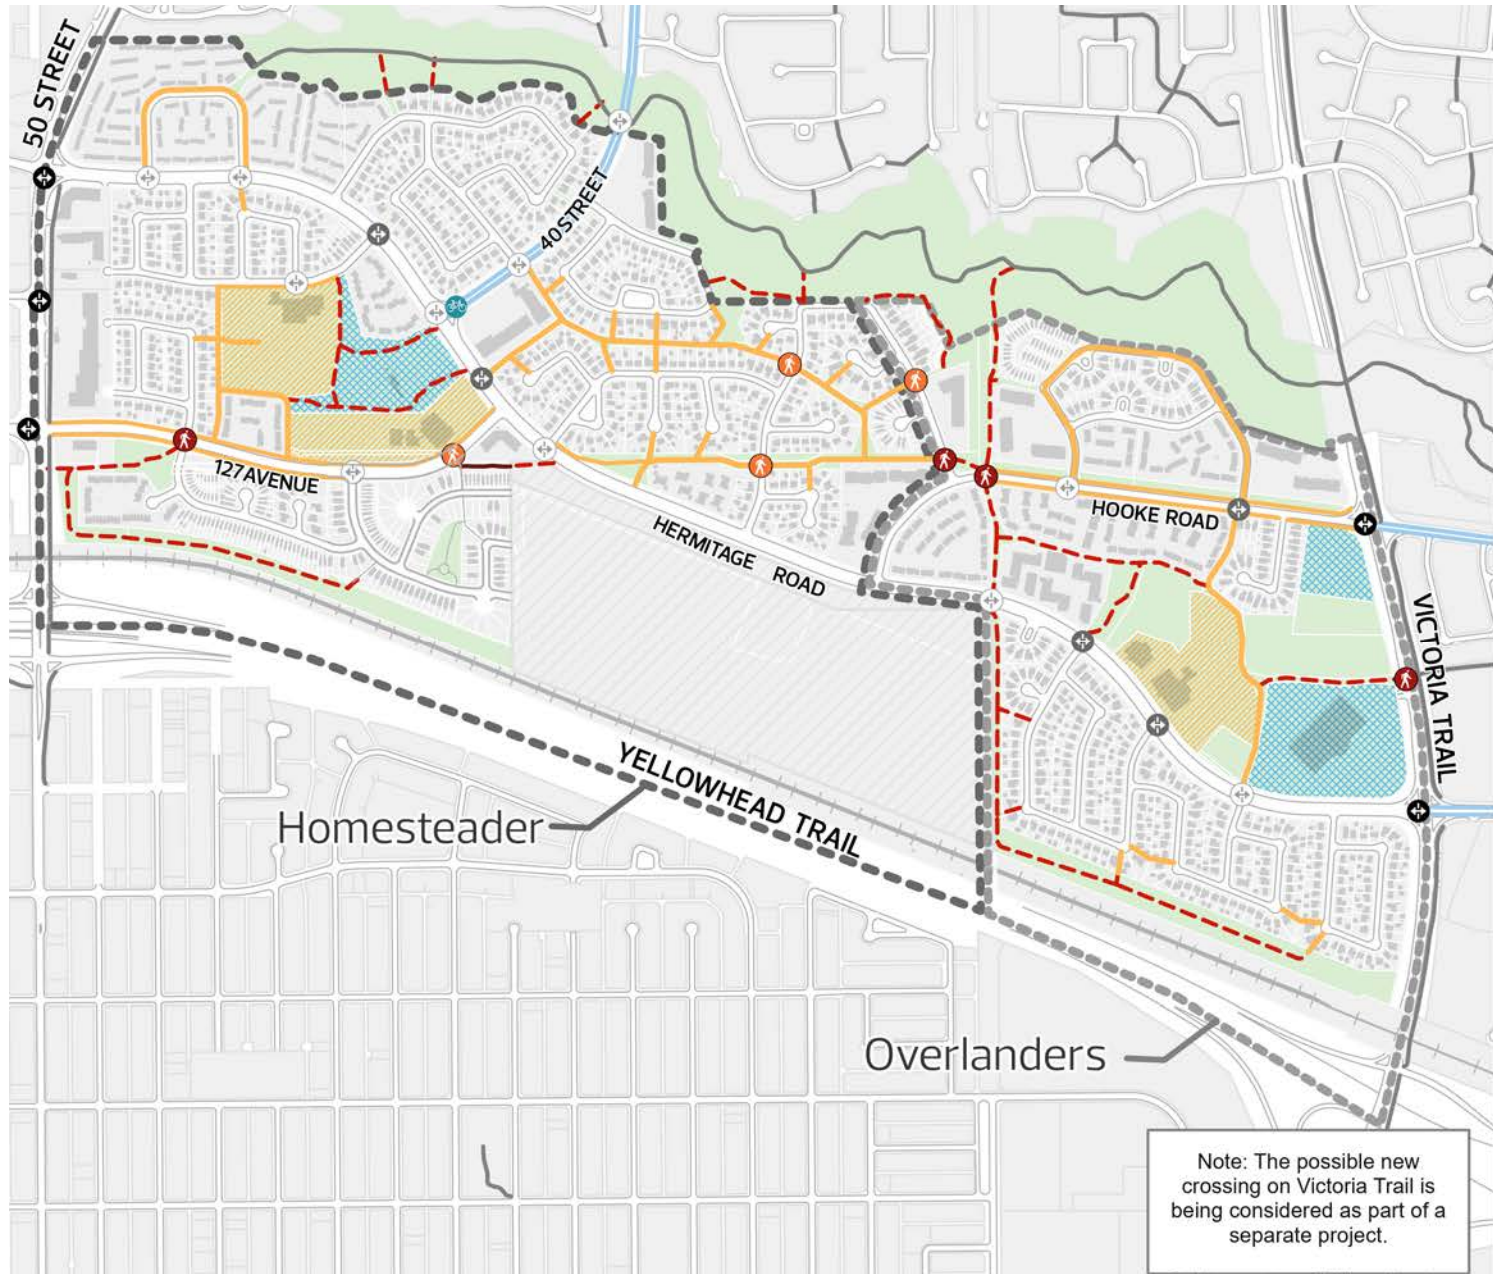 50 STREET
40 STREET
127 AVENUE
HERMITAGE ROAD
HOOKE ROAD
VICTORIA TRAIL
YELLOWHEAD TRAIL
Homesteader
Overlanders
Note: The possible new
crossing on Victoria Trail is
being considered as part of a
separate project.